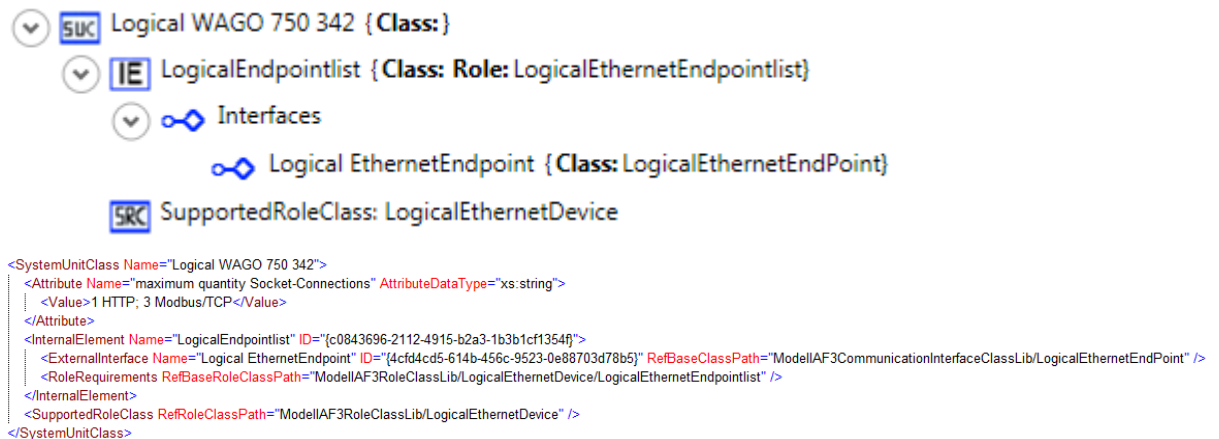 SUC Logical WAGO 750 342 {Class:}
IE LogicalEndpointlist {Class: Role: LogicalEthernetEndpointlist}
Interfaces
Logical EthernetEndpoint {Class: LogicalEthernetEndPoint}
SRC SupportedRoleClass: LogicalEthernetDevice
<SystemUnitClass Name="Logical WAGO 750 342">
<Attribute Name="maximum quantity Socket-Connections" AttributeDataType="xs:string">
<Value>1 HTTP; 3 Modbus/TCP</Value>
</Attribute>
<InternalElement Name="LogicalEndpointlist" ID="{c0843696-2112-4915-b2a3-1b3b1cf1354f}">
<ExternalInterface Name="Logical EthernetEndpoint" ID="{4cfd4cd5-614b-456c-9523-0e88703d78b5}" RefBaseClassPath="ModellAF3CommunicationInterfaceClassLib/LogicalEthernetEndPoint" />
<RoleRequirements RefBaseRoleClassPath="ModellAF3RoleClassLib/LogicalEthernetDevice/LogicalEthernetEndpointlist" />
</InternalElement>
<SupportedRoleClass RefRoleClassPath="ModellAF3RoleClassLib/LogicalEthernetDevice" />
</SystemUnitClass>